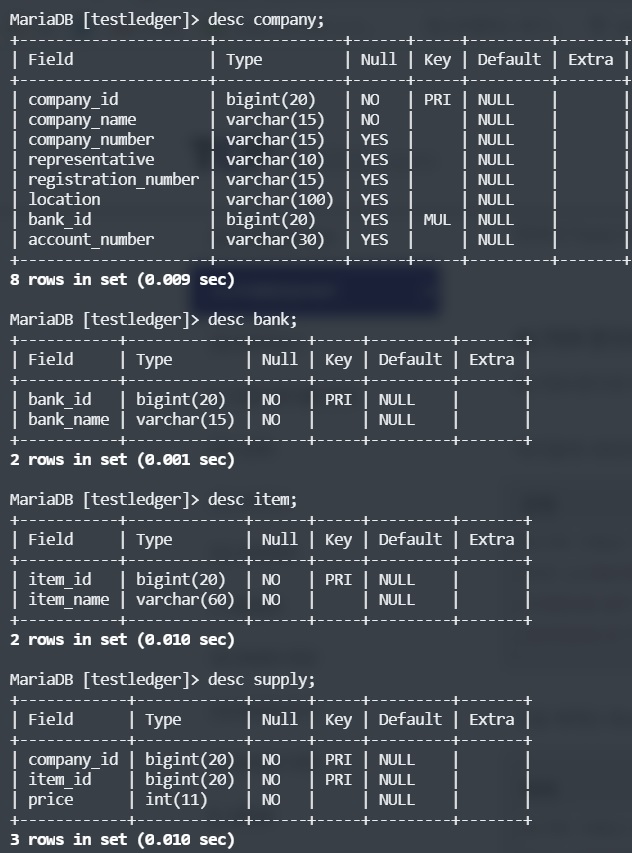 MariaDB [testledger]> desc company;
+---------------------+--------------+------+-----+---------+-------+
| Field               | Type         | Null | Key | Default | Extra |
+---------------------+--------------+------+-----+---------+-------+
| company_id          | bigint(20)   | NO   | PRI | NULL    |       |
| company_name        | varchar(15)  | NO   |     | NULL    |       |
| company_number      | varchar(15)  | YES  |     | NULL    |       |
| representative      | varchar(10)  | YES  |     | NULL    |       |
| registration_number | varchar(15)  | YES  |     | NULL    |       |
| location            | varchar(100) | YES  |     | NULL    |       |
| bank_id             | bigint(20)   | YES  | MUL | NULL    |       |
| account_number      | varchar(30)  | YES  |     | NULL    |       |
+---------------------+--------------+------+-----+---------+-------+
8 rows in set (0.009 sec)
MariaDB [testledger]> desc bank;
+-----------+-------------+------+-----+---------+-------+
| Field     | Type        | Null | Key | Default | Extra |
+-----------+-------------+------+-----+---------+-------+
| bank_id   | bigint(20)  | NO   | PRI | NULL    |       |
| bank_name | varchar(15) | NO   |     | NULL    |       |
+-----------+-------------+------+-----+---------+-------+
2 rows in set (0.001 sec)
MariaDB [testledger]> desc item;
+-----------+-------------+------+-----+---------+-------+
| Field     | Type        | Null | Key | Default | Extra |
+-----------+-------------+------+-----+---------+-------+
| item_id   | bigint(20)  | NO   | PRI | NULL    |       |
| item_name | varchar(60) | NO   |     | NULL    |       |
+-----------+-------------+------+-----+---------+-------+
2 rows in set (0.010 sec)
MariaDB [testledger]> desc supply;
+------------+------------+------+-----+---------+-------+
| Field      | Type       | Null | Key | Default | Extra |
+------------+------------+------+-----+---------+-------+
| company_id | bigint(20) | NO   | PRI | NULL    |       |
| item_id    | bigint(20) | NO   | PRI | NULL    |       |
| price      | int(11)    | NO   |     | NULL    |       |
+------------+------------+------+-----+---------+-------+
3 rows in set (0.010 sec)